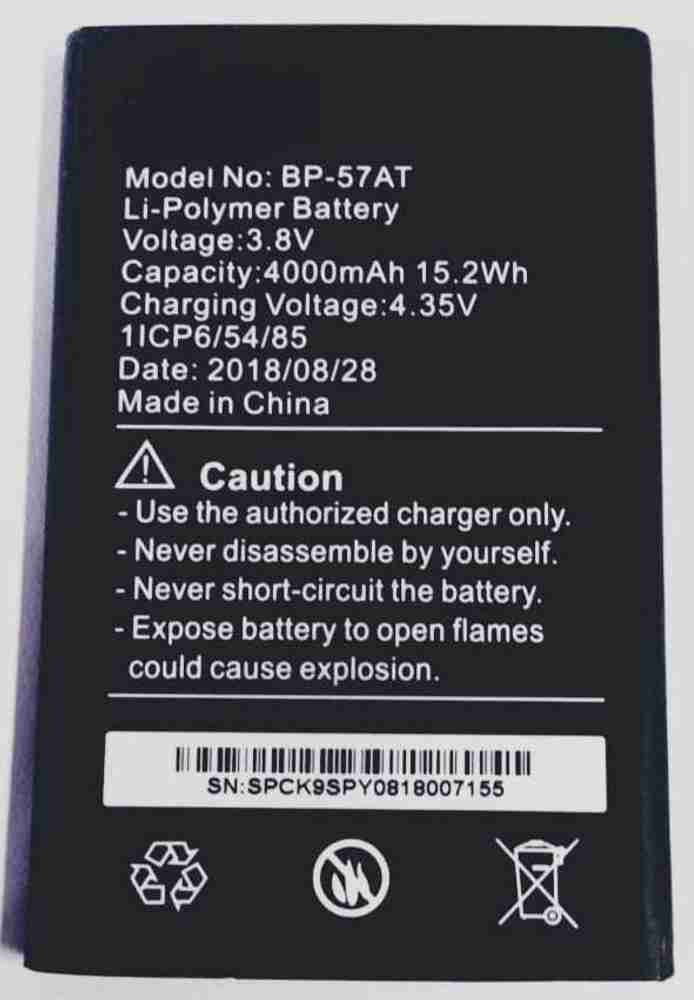 Model No: BP-57AT
Li-Polymer Battery
Voltage:3.8V
Capacity:4000mAh 15.2Wh
Charging Voltage:4.35V
1ICP6/54/85
Date: 2018/08/28
Made in China
Caution
- Use the authorized charger only.
- Never disassemble by yourself.
- Never short-circuit the battery.
- Expose battery to open flames
could cause explosion.
SN:SPCK9SPY0818007155